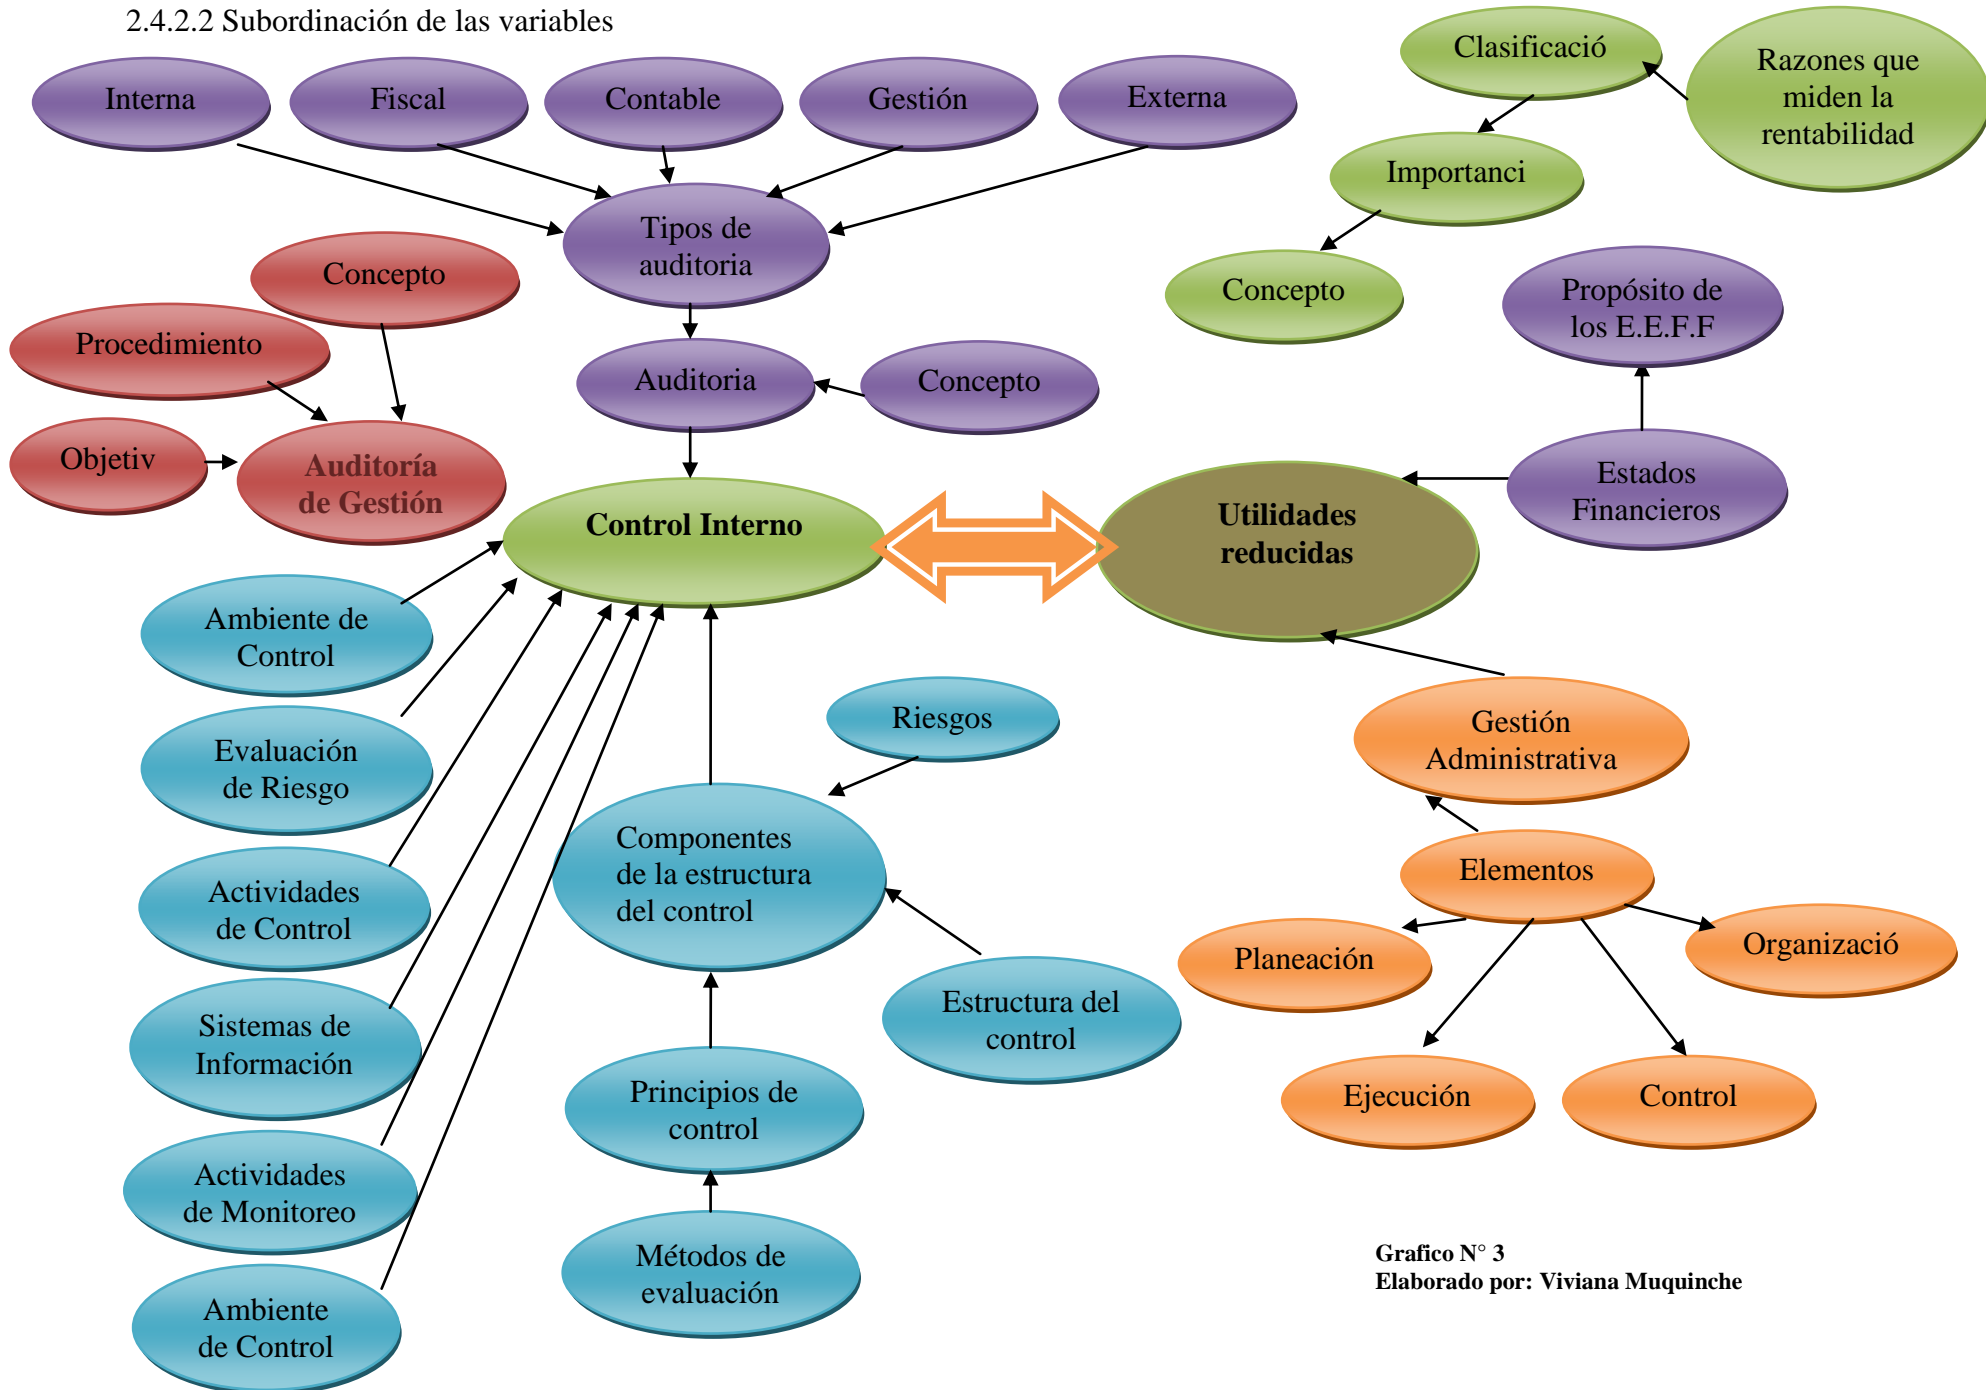 2.4.2.2 Subordinación de las variables
Interna
Fiscal
Contable
Gestión
Externa
Clasificació
Razones que
miden la
rentabilidad
Importanci
Concepto
Tipos de
auditoria
Concepto
Procedimiento
Objetiv
Auditoría
de Gestión
Auditoria
Concepto
Propósito de
los E.E.F.F
Estados
Financieros
Control Interno
Utilidades
reducidas
Ambiente de
Control
Evaluación
de Riesgo
Actividades
de Control
Sistemas de
Información
Actividades
de Monitoreo
Ambiente
de Control
Riesgos
Componentes
de la estructura
del control
Estructura del
control
Principios de
control
Métodos de
evaluación
Gestión
Administrativa
Elementos
Planeación
Organizació
Ejecución
Control
Grafico N° 3
Elaborado por: Viviana Muquinche